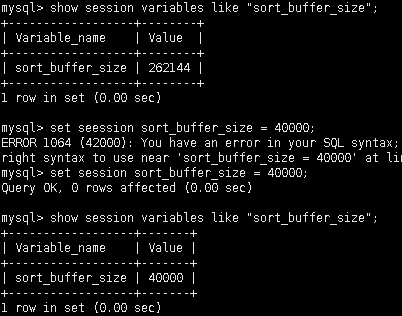 mysql> show session variables like "sort_buffer_size";
+------------------+--------+
| Variable_name    | Value  |
+------------------+--------+
| sort_buffer_size | 262144 |
+------------------+--------+
1 row in set (0.00 sec)
mysql> set seession sort_buffer_size = 40000;
ERROR 1064 (42000): You have an error in your SQL syntax;
right syntax to use near 'sort_buffer_size = 40000' at lin
mysql> set session sort_buffer_size = 40000;
Query OK, 0 rows affected (0.00 sec)
mysql> show session variables like "sort_buffer_size";
+------------------+-------+
| Variable_name    | Value |
+------------------+-------+
| sort_buffer_size | 40000 |
+------------------+-------+
1 row in set (0.00 sec)